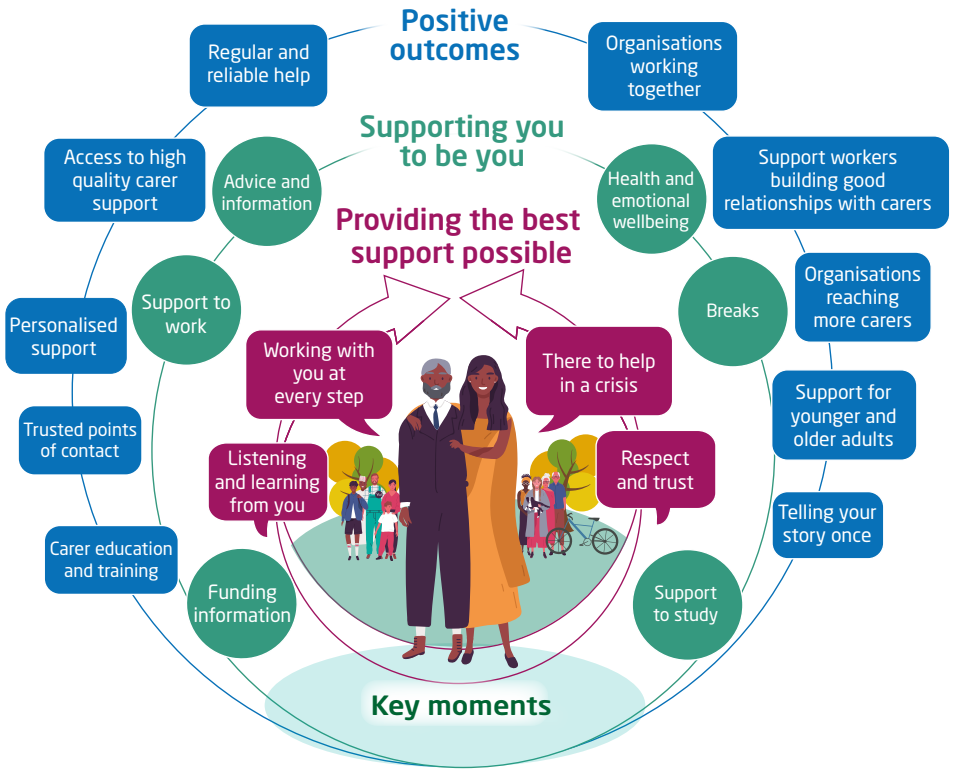 Positive
outcomes
Regular and
reliable help
Organisations
working
together
Access to high
quality carer
support
Support workers
building good
relationships with carers
Personalised
support
Organisations
reaching
more carers
Trusted points
of contact
Support for
younger and
older adults
Carer education
and training
Telling your
story once
Supporting you
to be you
Advice and
information
Health and
emotional
wellbeing
Support to
work
Breaks
Funding
information
Support
to study
Providing the best
support possible
Working with
you at
every step
There to help
in a crisis
Listening
and learning
from you
Respect
and trust
Key moments